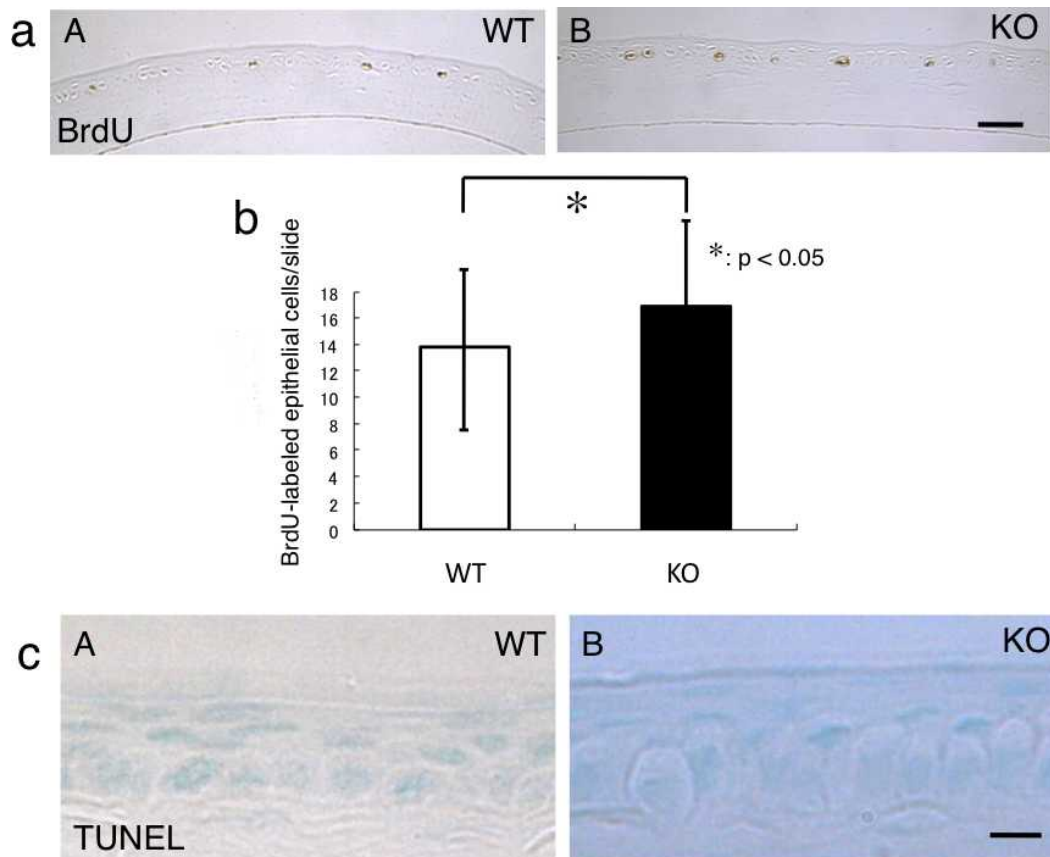 a
A
WT
BrdU
B
KO
b
*
*: p < 0.05
BrdU-labeled epithelial cells/slide
18
16
14
12
10
8
6
4
2
0
WT
KO
c
A
WT
TUNEL
B
KO